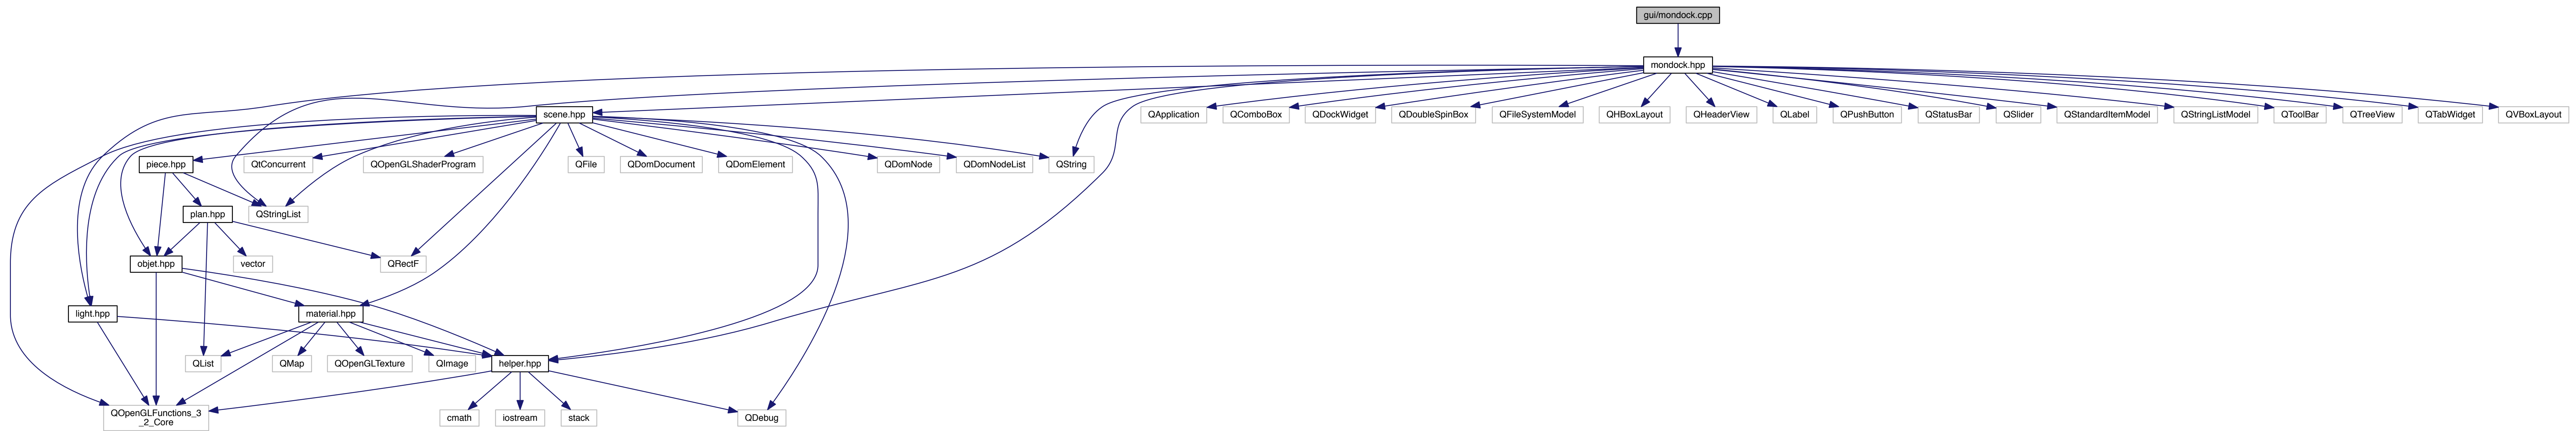 gui/mondock.cpp
mondock.hpp
scene.hpp
QApplication
QComboBox
QDockWidget
QDoubleSpinBox
QFileSystemModel
QHBoxLayout
QHeaderView
QLabel
QPushButton
QStatusBar
QSlider
QStandardItemModel
QStringListModel
QToolBar
QTreeView
QTabWidget
QVBoxLayout
piece.hpp
QtConcurrent
QOpenGLShaderProgram
QFile
QDomDocument
QDomElement
QDomNode
QDomNodeList
QString
plan.hpp
QStringList
objet.hpp
vector
QRectF
light.hpp
material.hpp
QList
QMap
QOpenGLTexture
QImage
helper.hpp
QOpenGLFunctions_3
_2_Core
cmath
iostream
stack
QDebug